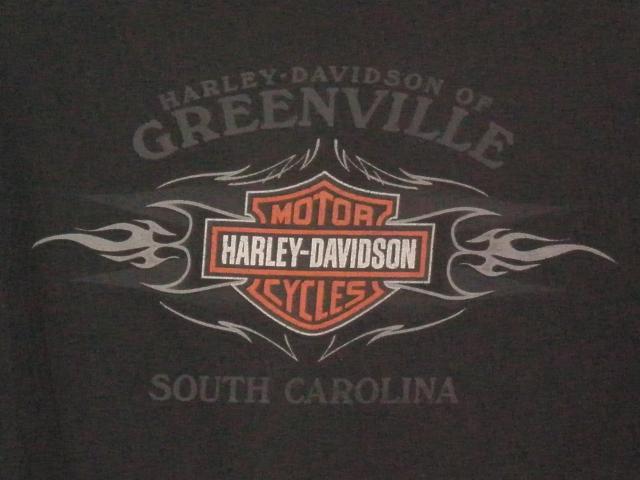 HARLEY-DAVIDSON OF
GREENVILLE
MOTOR
HARLEY-DAVIDSON
CYCLES
SOUTH CAROLINA